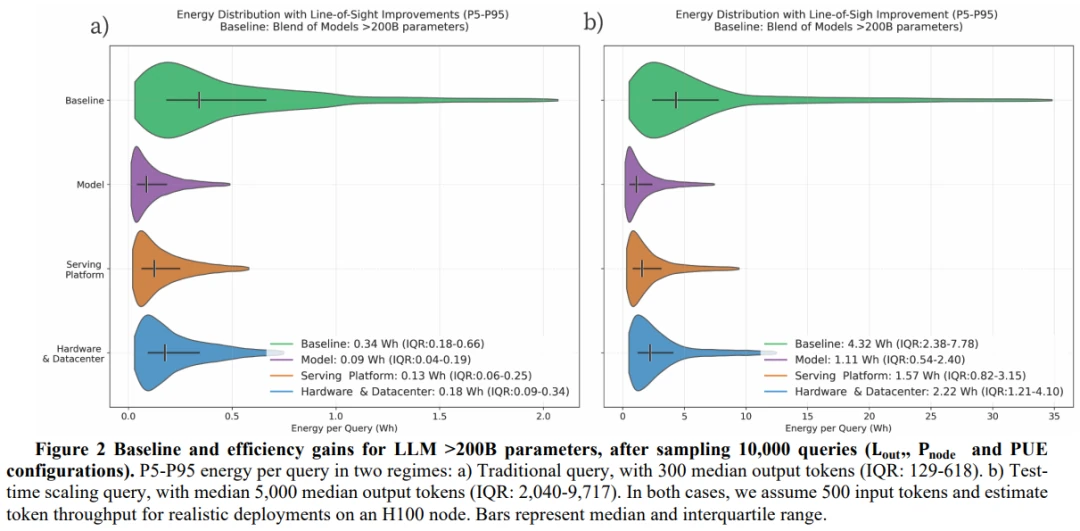 a)
Energy Distribution with Line-of-Sight Improvements (P5-P95)
Baseline: Blend of Models >200B parameters)
Baseline
Model
Serving
Platform
Hardware
& Datacenter
Baseline: 0.34 Wh (IQR:0.18-0.66)
Model: 0.09 Wh (IQR:0.04-0.19)
Serving Platform: 0.13 Wh (IQR:0.06-0.25)
Hardware & Datacenter: 0.18 Wh (IQR:0.09-0.34)
0.0 0.5 1.0 1.5 2.0
Energy per Query (Wh)
b)
Energy Distribution with Line-of-Sigh Improvements (P5-P95)
Baseline: Blend of Models >200B parameters)
Baseline: 4.32 Wh (IQR:2.38-7.78)
Model: 1.11 Wh (IQR:0.54-2.40)
Serving Platform: 1.57 Wh (IQR:0.82-3.15)
Hardware & Datacenter: 2.22 Wh (IQR:1.21-4.10)
0 5 10 15 20 25 30 35
Energy per Query (Wh)
Figure 2 Baseline and efficiency gains for LLM >200B parameters, after sampling 10,000 queries (Lout,, Pnode and PUE
configurations). P5-P95 energy per query in two regimes: a) Traditional query, with 300 median output tokens (IQR: 129-618). b) Test-
time scaling query, with median 5,000 median output tokens (IQR: 2,040-9,717). In both cases, we assume 500 input tokens and estimate
token throughput for realistic deployments on an H100 node. Bars represent median and interquartile range.